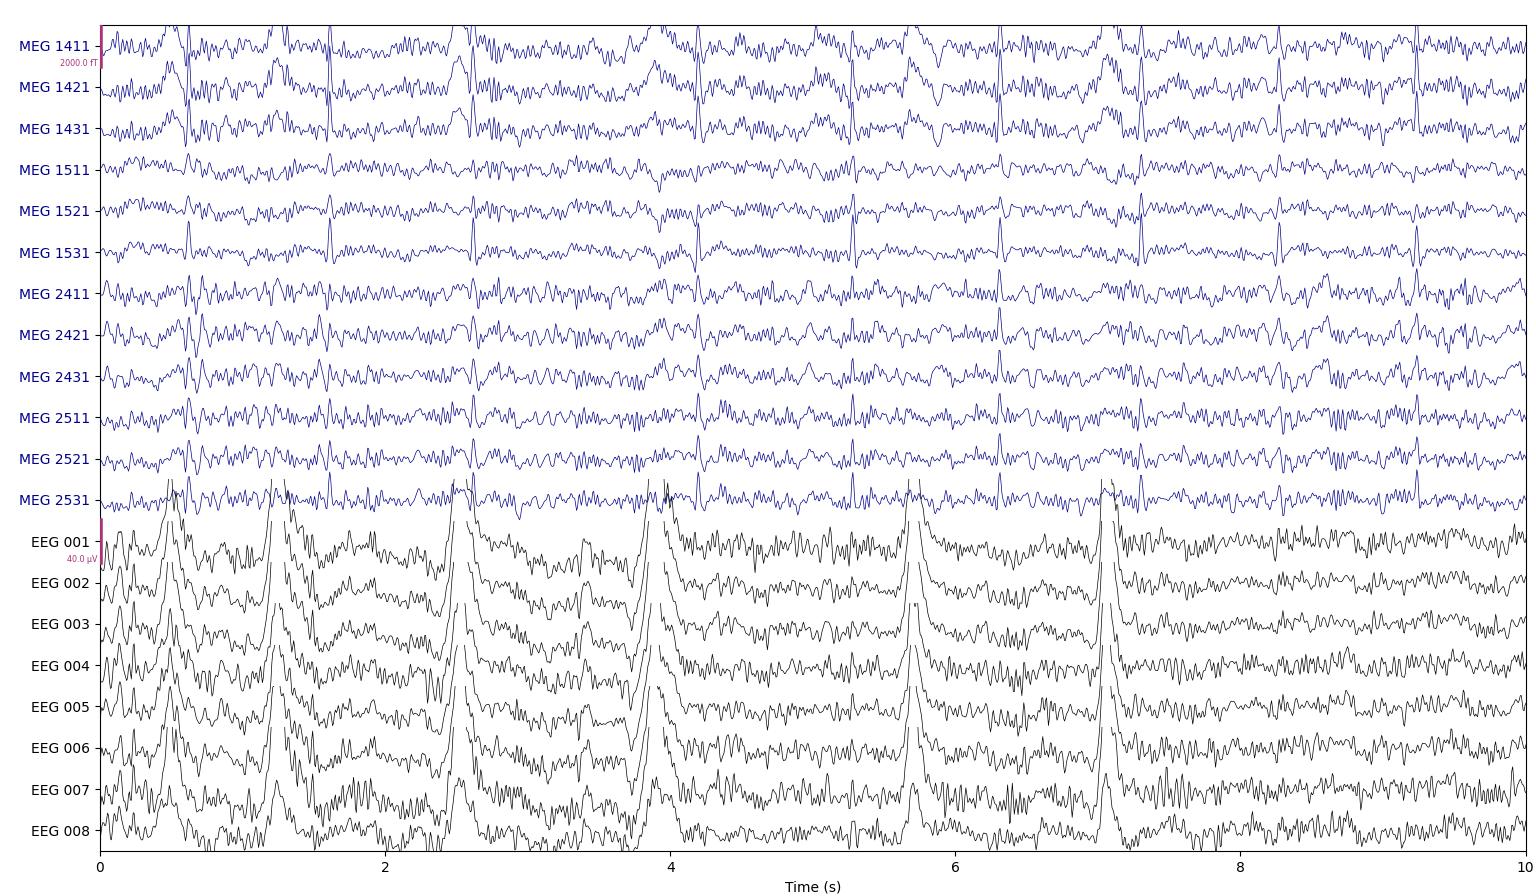 MEG 1411
2000.0 fT
MEG 1421
MEG 1431
MEG 1511
MEG 1521
MEG 1531
MEG 2411
MEG 2421
MEG 2431
MEG 2511
MEG 2521
MEG 2531
EEG 001
40.0 µV
EEG 002
EEG 003
EEG 004
EEG 005
EEG 006
EEG 007
EEG 008
0 2 4 6 8 10
Time (s)